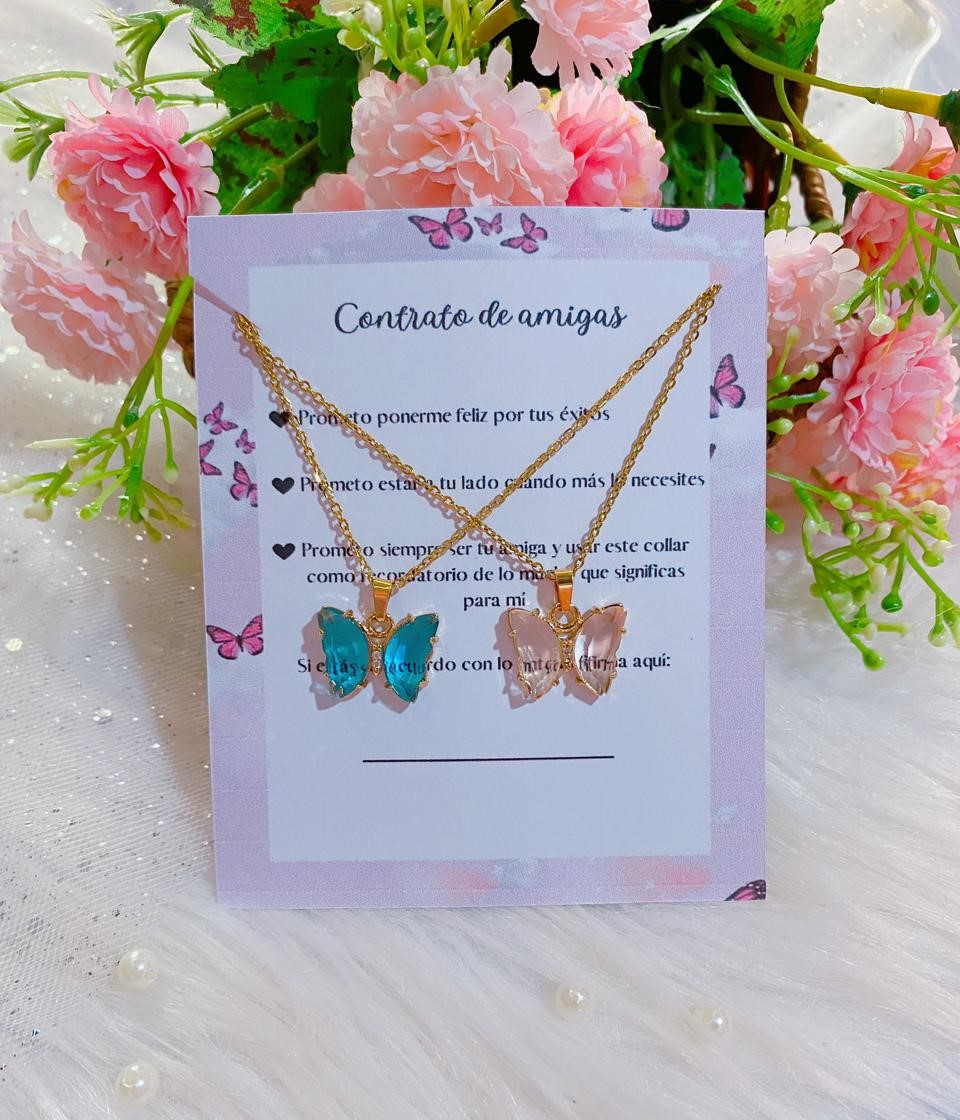 Contrato de amigas
Prometo ponerme feliz por tus éxitos
Prometo estar a tu lado cuando más lo necesites
Prometo siempre ser tu amiga y usar este collar
como recordatorio de lo mucho que significas
para mí
Si estás de acuerdo con lo firma aquí: